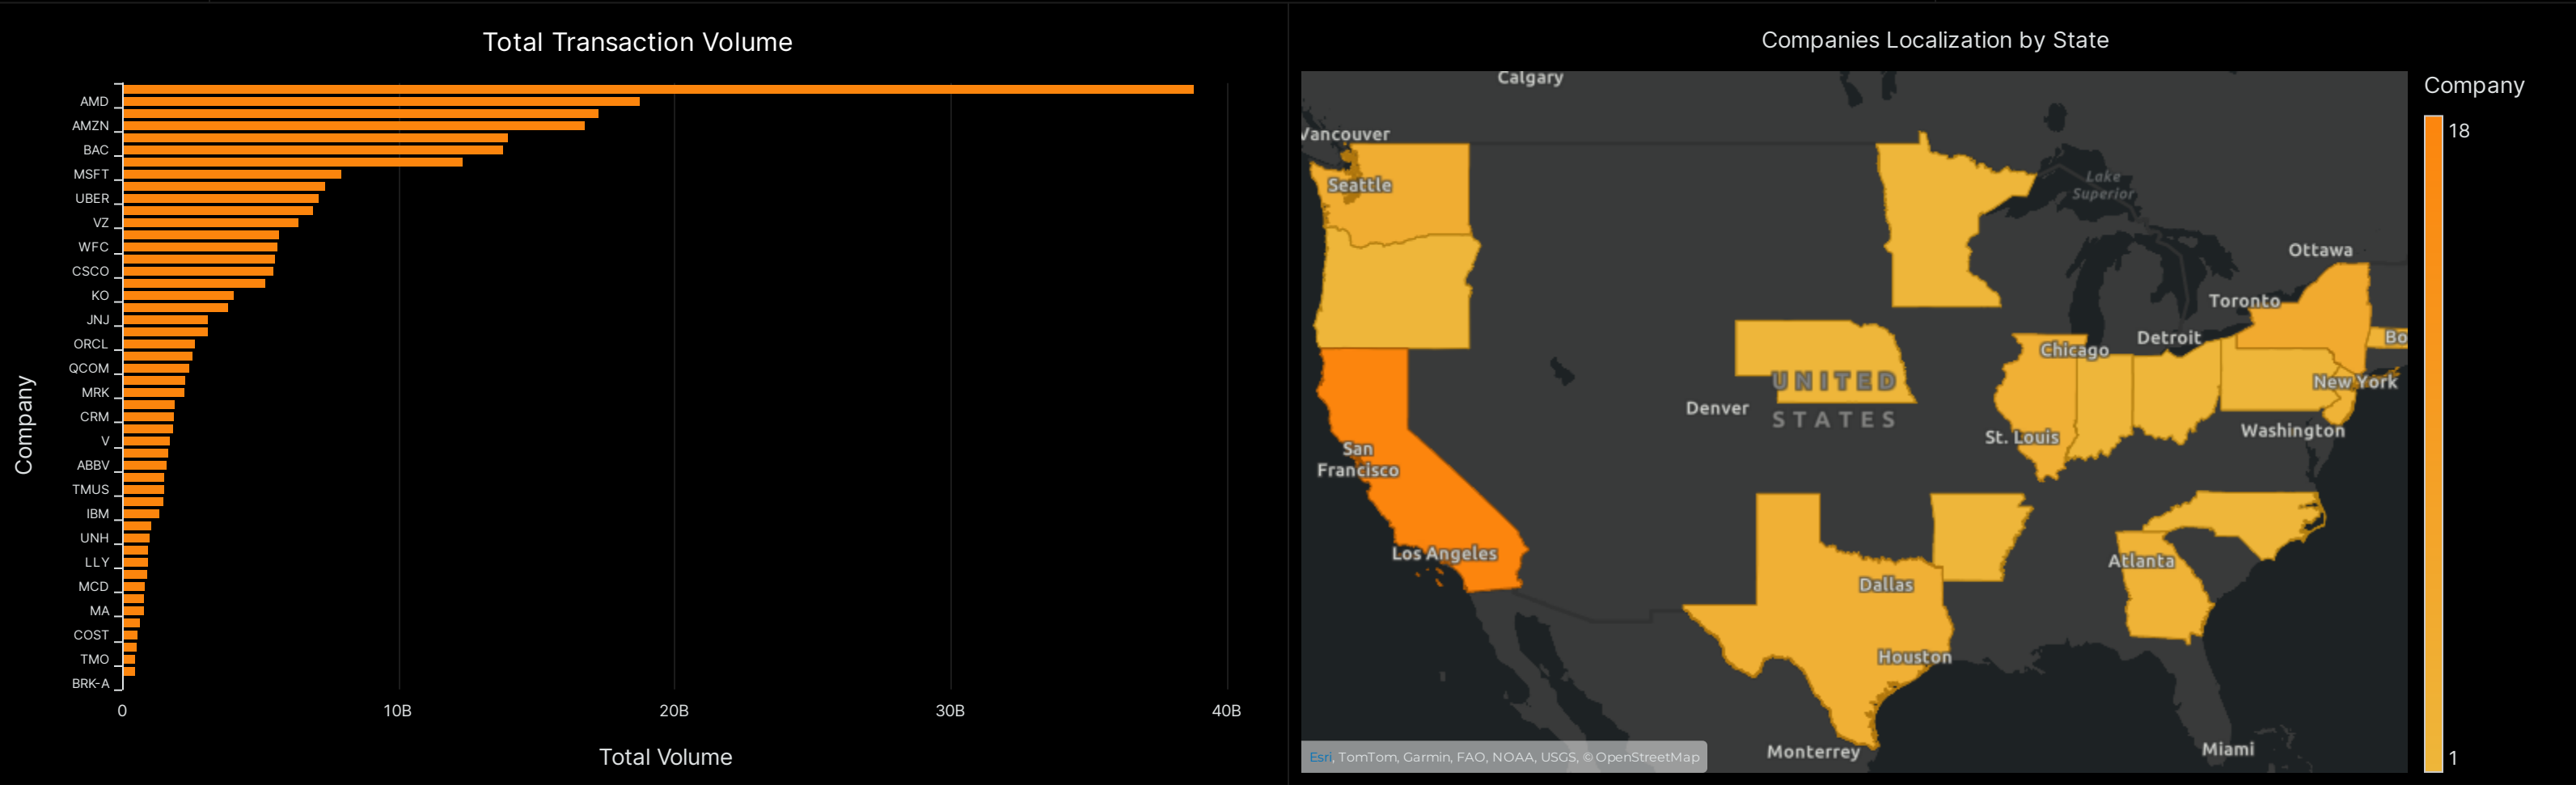 Total Transaction Volume
Company
AMD
AMZN
BAC
MSFT
UBER
VZ
WFC
CSCO
KO
JNJ
ORCL
QCOM
MRK
CRM
V
ABBV
TMUS
IBM
UNH
LLY
MCD
MA
COST
TMO
BRK-A
0
10B
20B
30B
40B
Total Volume
Companies Localization by State
Calgary
Vancouver
Seattle
Lake
Superior
Ottawa
Toronto
Detroit
Bo
Chicago
New York
UNITED
STATES
Denver
Washington
St. Louis
San
Francisco
Los Angeles
Atlanta
Dallas
Houston
Monterrey
Miami
Esri, TomTom, Garmin, FAO, NOAA, USGS, © OpenStreetMap
Company
18
1